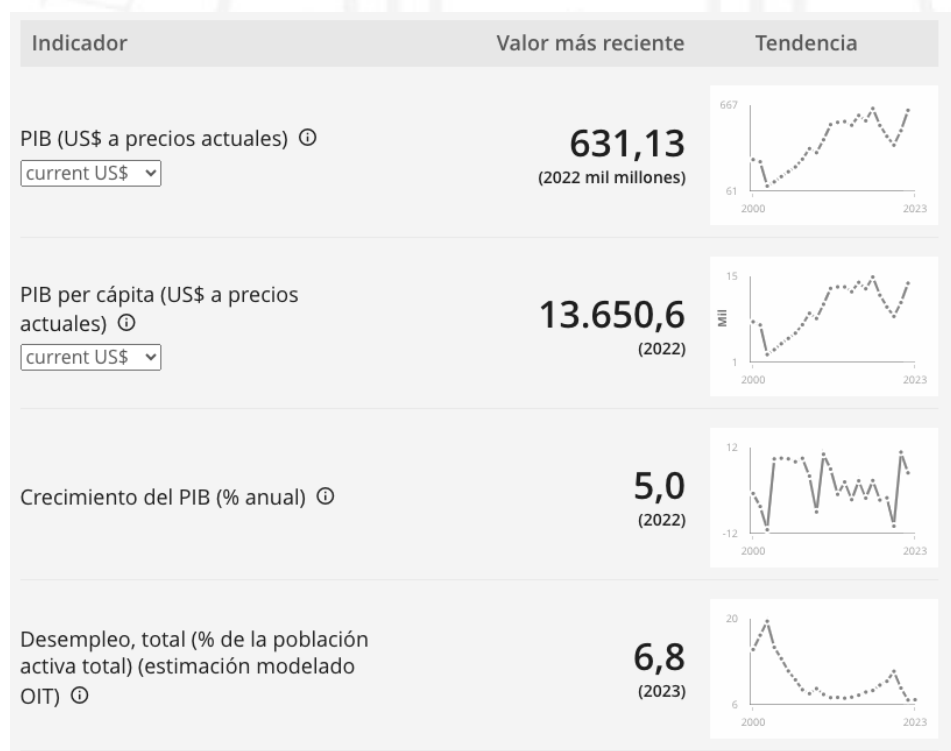 Indicador Valor más reciente Tendencia
PIB (US$ a precios actuales)
current US$
631,13
(2022 mil millones)
667
61
2000 2023
PIB per cápita (US$ a precios
actuales)
current US$
13.650,6
(2022)
15
Mil
1
2000 2023
Crecimiento del PIB (% anual)
5,0
(2022)
12
-12
2000 2023
Desempleo, total (% de la población
activa total) (estimación modelado
OIT)
6,8
(2023)
20
6
2000 2023